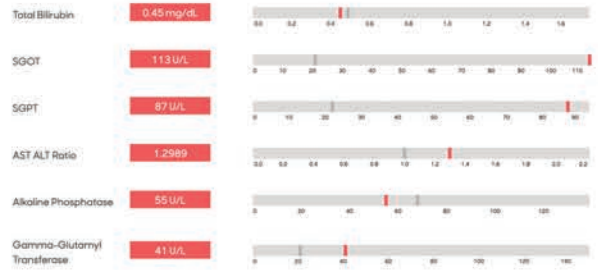 Total Bilirubin 0.45 mg/dL
0.0 0.2 0.4 0.6 0.8 1.0 1.2 1.4 1.6
SGOT 113 U/L
0 10 20 30 40 50 60 70 80 90 100 110
SGPT 87 U/L
0 10 20 30 40 50 60 70 80 90
AST ALT Ratio 1.2989
0.0 0.2 0.4 0.6 0.8 1.0 1.2 1.4 1.6 1.8 2.0 2.2
Alkaline Phosphatase 55 U/L
0 20 40 60 80 100 120
Gamma-Glutamyl
Transferase 41 U/L
0 20 40 60 80 100 120 140